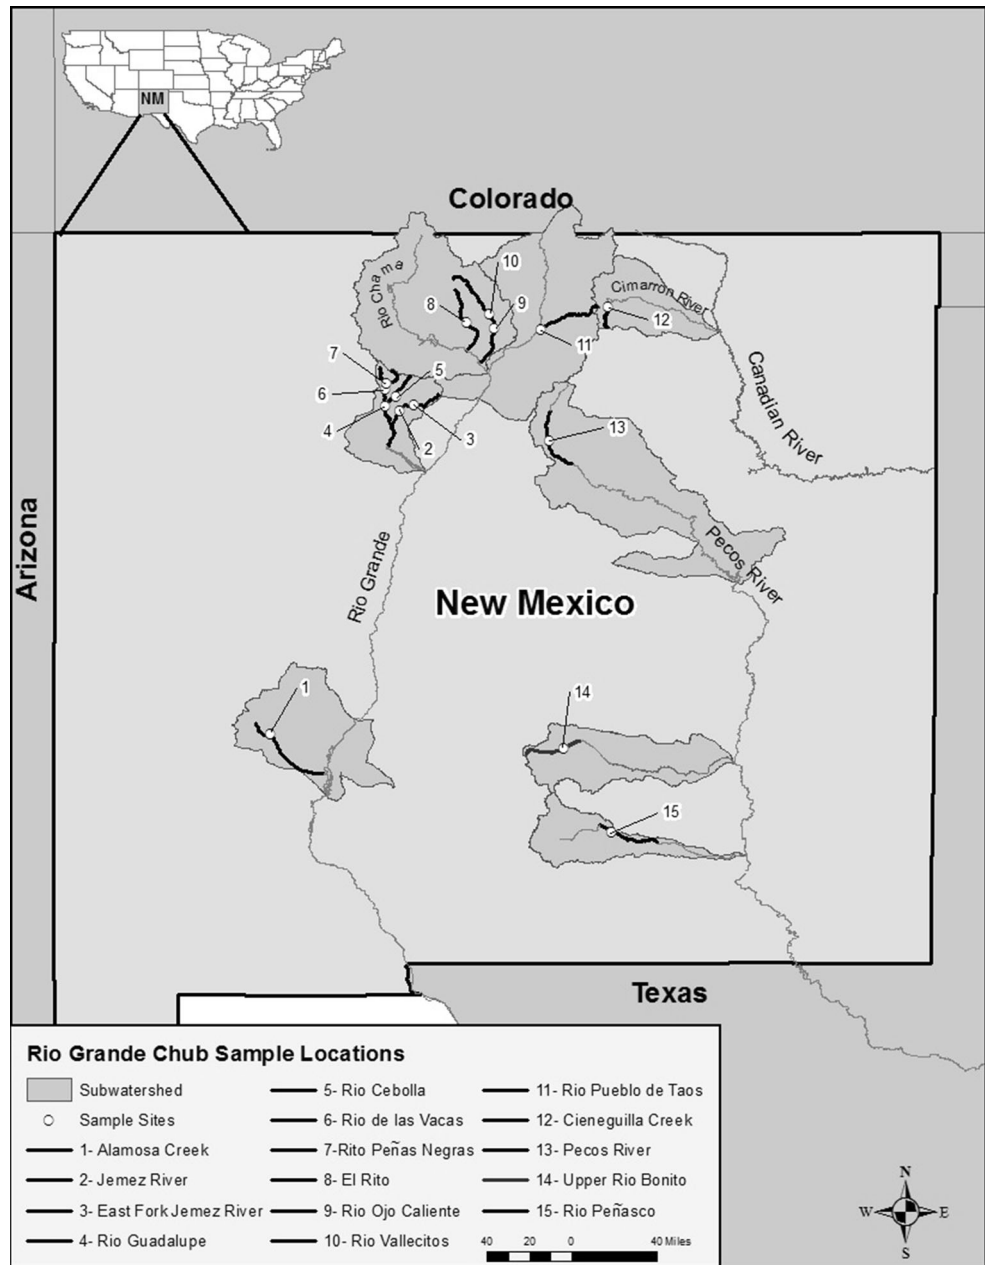 NM
Colorado
Rio Chama
10
8
9
Cimarron River
12
11
7
5
6
4
2
3
Canadian River
13
Arizona
Rio Grande
Pecos River
New Mexico
1
14
15
Texas
Rio Grande Chub Sample Locations
Subwatershed
Sample Sites
1- Alamosa Creek
2- Jemez River
3- East Fork Jemez River
4- Rio Guadalupe
5- Rio Cebolla
6- Rio de las Vacas
7-Rito Peñas Negras
8- El Rito
9- Rio Ojo Caliente
10- Rio Vallecitos
11- Rio Pueblo de Taos
12- Cieneguilla Creek
13- Pecos River
14- Upper Rio Bonito
15- Rio Peñasco
N
W E
S
40 20 0 40 Miles